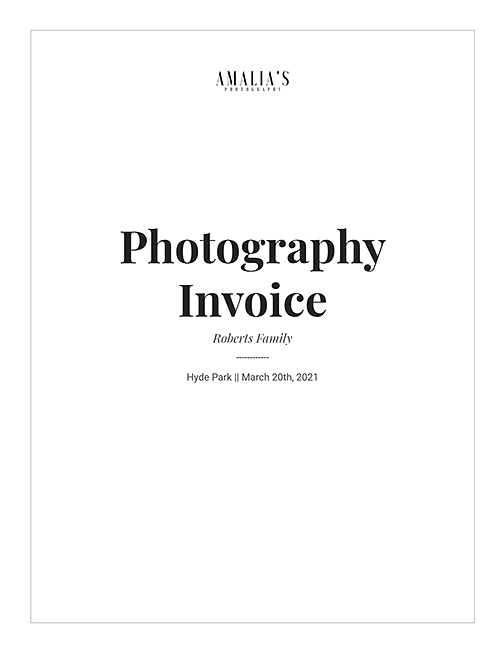 AMALIA'S
PHOTOGRAPHY
Photography
Invoice
Roberts Family
------------
Hyde Park || March 20th, 2021